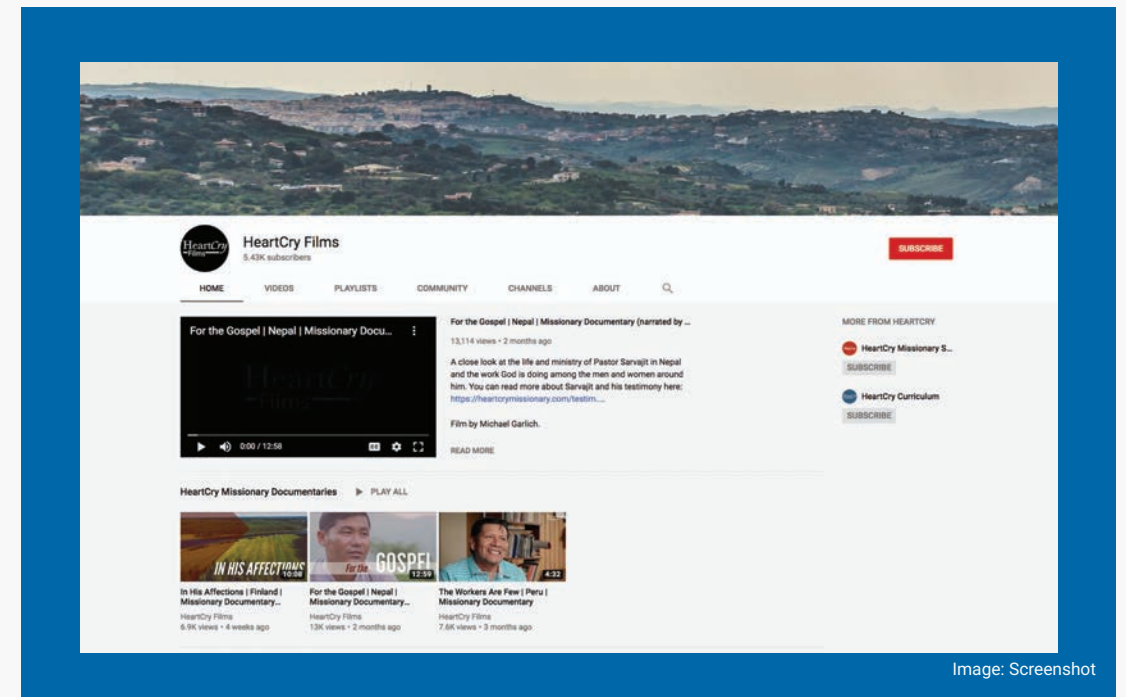 HeartCry
Films
HeartCry Films
5.43K subscribers
SUBSCRIBE
HOME VIDEOS PLAYLISTS COMMUNITY CHANNELS ABOUT
For the Gospel | Nepal | Missionary Docu...
HeartCry
Films
0:00 / 12:58
For the Gospel | Nepal | Missionary Documentary (narrated by ...
13,114 views • 2 months ago
A close look at the life and ministry of Pastor Sarvajit in Nepal
and the work God is doing among the men and women around
him. You can read more about Sarvajit and his testimony here:
https://heartcrymissionary.com/testim....
Film by Michael Garlich.
READ MORE
MORE FROM HEARTCRY
HeartCry Missionary S...
SUBSCRIBE
HeartCry Curriculum
SUBSCRIBE
HeartCry Missionary Documentaries PLAY ALL
IN HIS AFFECTIONS
10:08
In His Affections | Finland |
Missionary Documentary...
HeartCry Films
6.9K views • 4 weeks ago
For the GOSPEL
12:59
For the Gospel | Nepal |
Missionary Documentary...
HeartCry Films
13K views • 2 months ago
4:32
The Workers Are Few | Peru |
Missionary Documentary
HeartCry Films
7.6K views • 3 months ago
Image: Screenshot